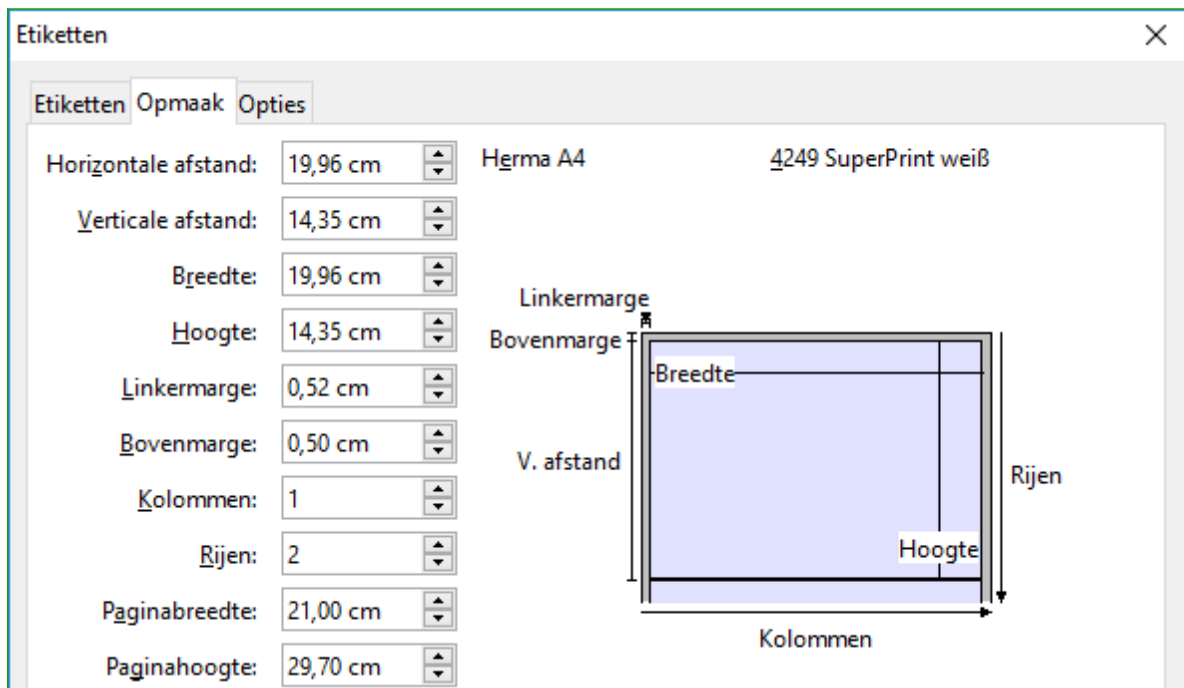 Etiketten
Etiketten Opmaak Opties
Horizontale afstand: 19,96 cm Herma A4 4249 SuperPrint weiß
Verticale afstand: 14,35 cm
Breedte: 19,96 cm
Hoogte: 14,35 cm
Linkermarge: 0,52 cm
Bovenmarge: 0,50 cm
Kolommen: 1
Rijen: 2
Paginabreedte: 21,00 cm
Paginahoogte: 29,70 cm
Linkermarge
Bovenmarge
Breedte
V. afstand
Rijen
Hoogte
Kolommen